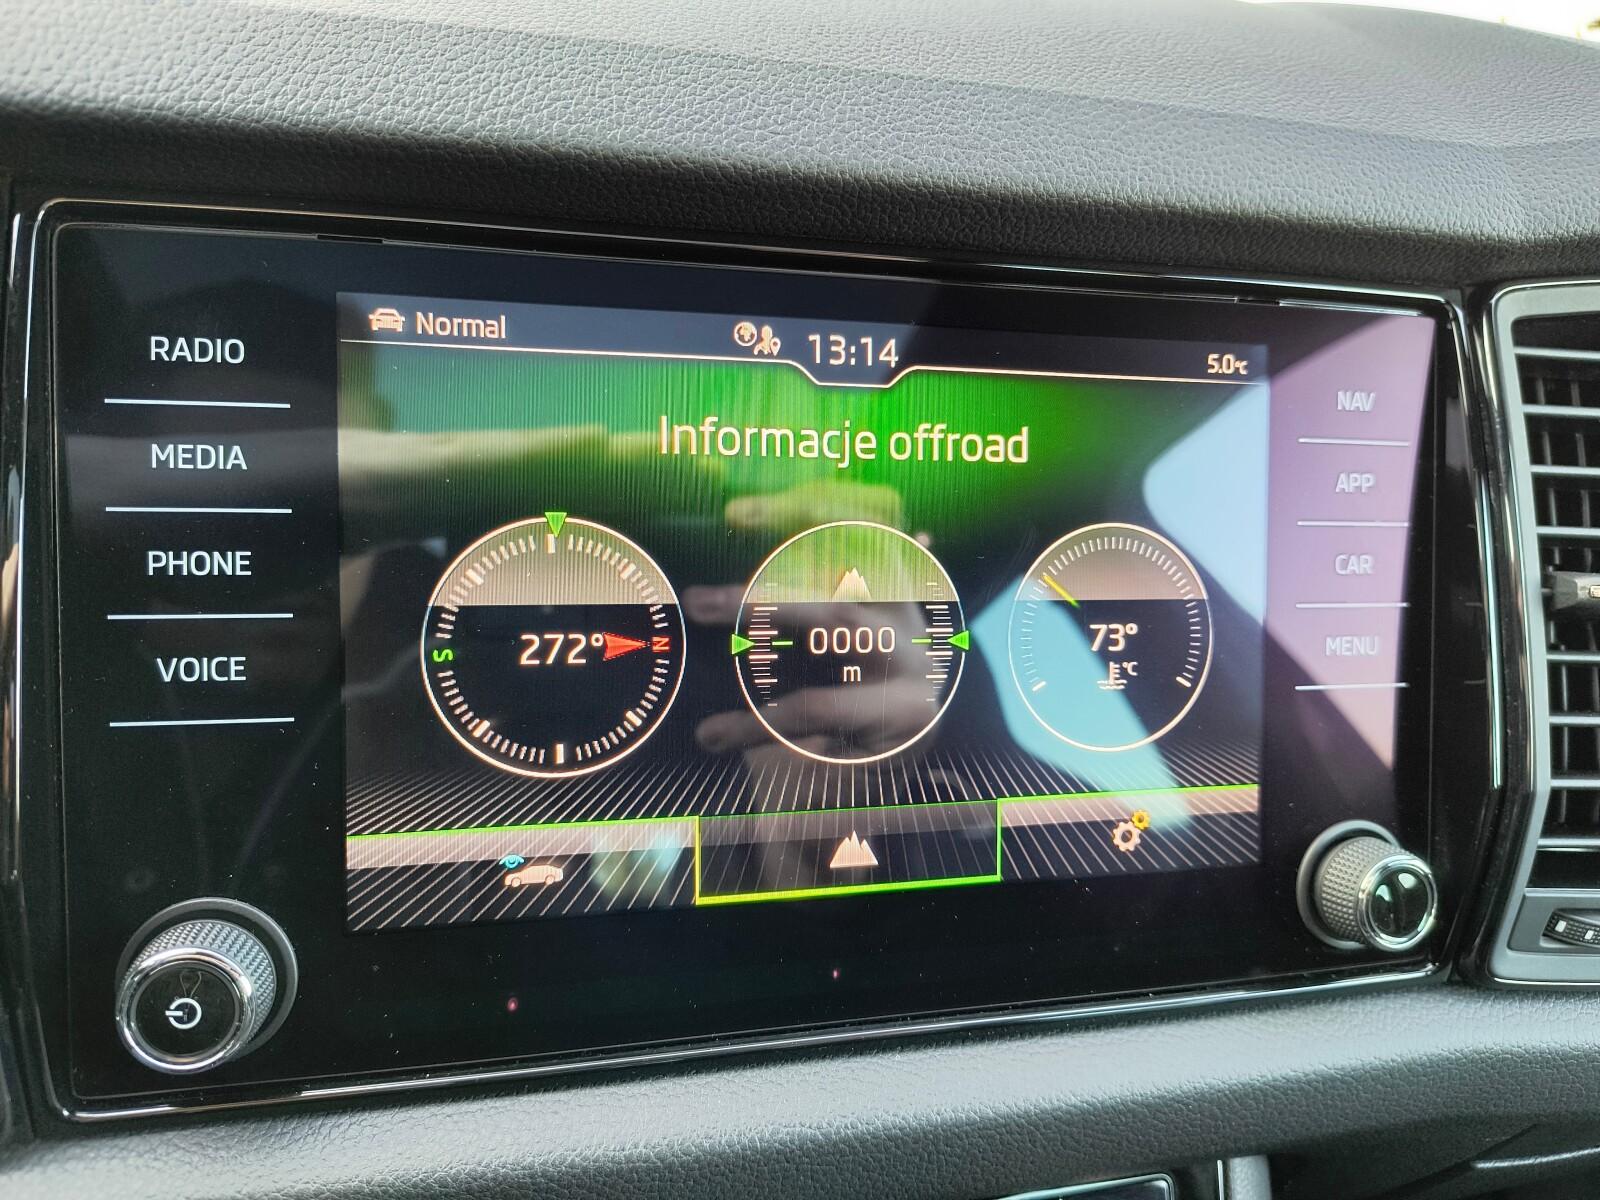 RADIO
MEDIA
PHONE
VOICE
Normal
13:14
5.0°C
Informacje offroad
S
272°
N
0000
m
73°
°C
NAV
APP
CAR
MENU